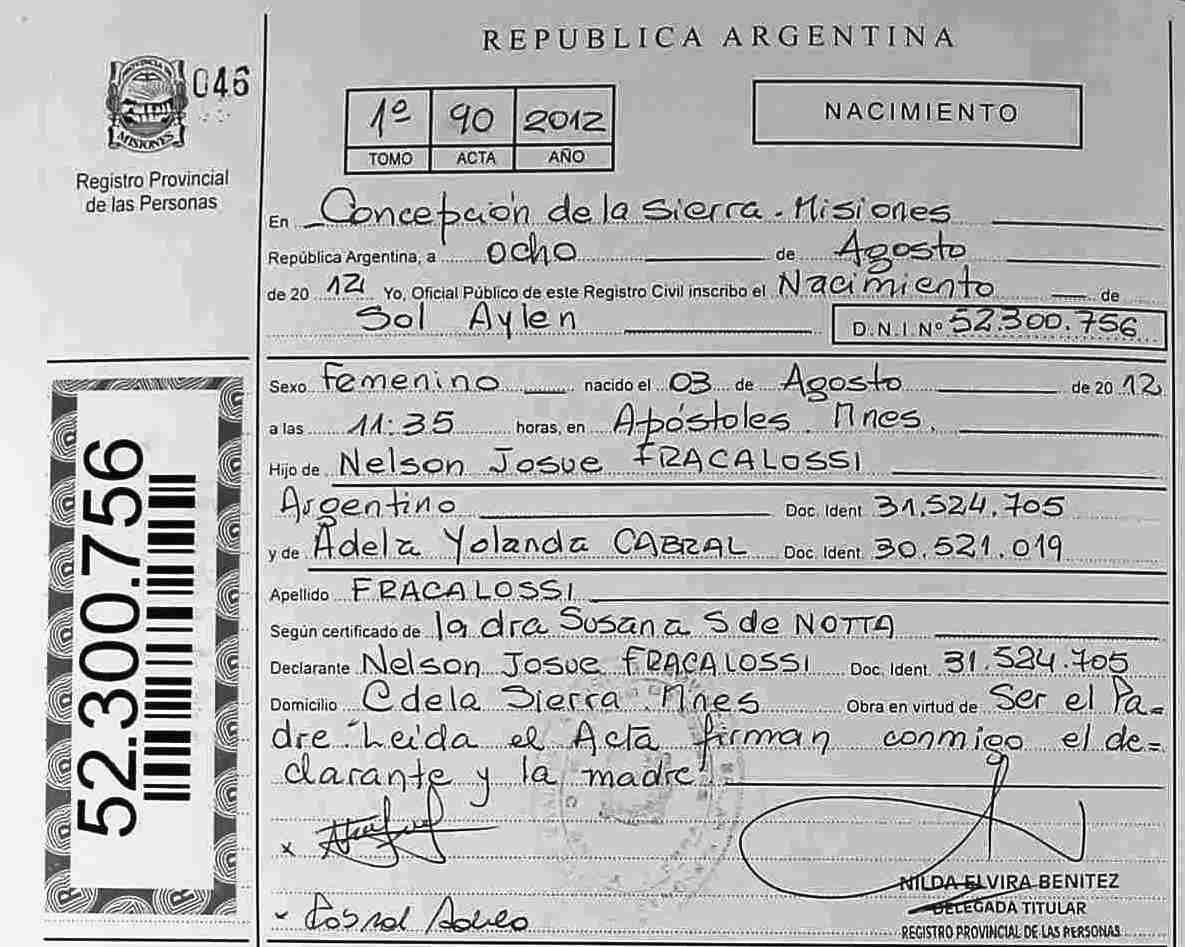 REPUBLICA ARGENTINA
PROVINCIA D
MISIONES
046
Registro Provincial
de las Personas
1º 90 2012
TOMO ACTA AÑO
NACIMIENTO
En Concepción de la Sierra - Misiones
República Argentina, a ocho de Agosto
de 20 12 Yo, Oficial Público de este Registro Civil inscribo el Nacimiento de
Sol Aylen D.N.I.Nº 52.300.756
Sexo Femenino nacido el 03 de Agosto de 20 12
a las 11:35 horas, en Apóstoles. Mnes.
Hijo de Nelson Josue FRACALOSSI
Argentino Doc. Ident. 31.524.705
y de Adela Yolanda CABRAL Doc. Ident. 30.521.019
Apellido FRACALOSSI
Según certificado de la dra Susana S de NOTTA
Declarante Nelson Josue FRACALOSSI Doc. Ident. 31.524.705
Domicilio C de la Sierra. Mnes Obra en virtud de Ser el Pa=
dre. Leída el Acta, firman conmigo el de=
clarante y la madre.
x
x
NILDA ELVIRA BENITEZ
DELEGADA TITULAR
REGISTRO PROVINCIAL DE LAS PERSONAS
52.300.756